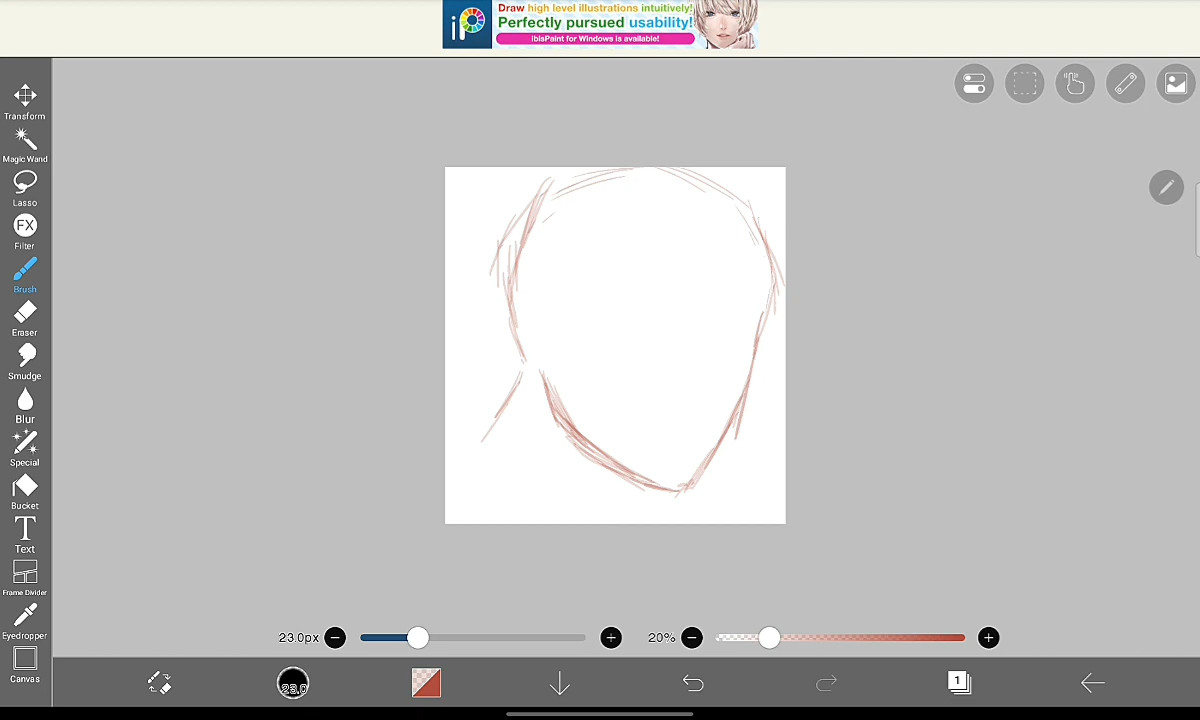 iP
Draw high level illustrations intuitively!
Perfectly pursued usability!
IbisPaint for Windows is available!
Transform
Magic Wand
Lasso
FX
Filter
Brush
Eraser
Smudge
Blur
Special
Bucket
T
Text
Frame Divider
Eyedropper
Canvas
23.0px
20%
23.0
1